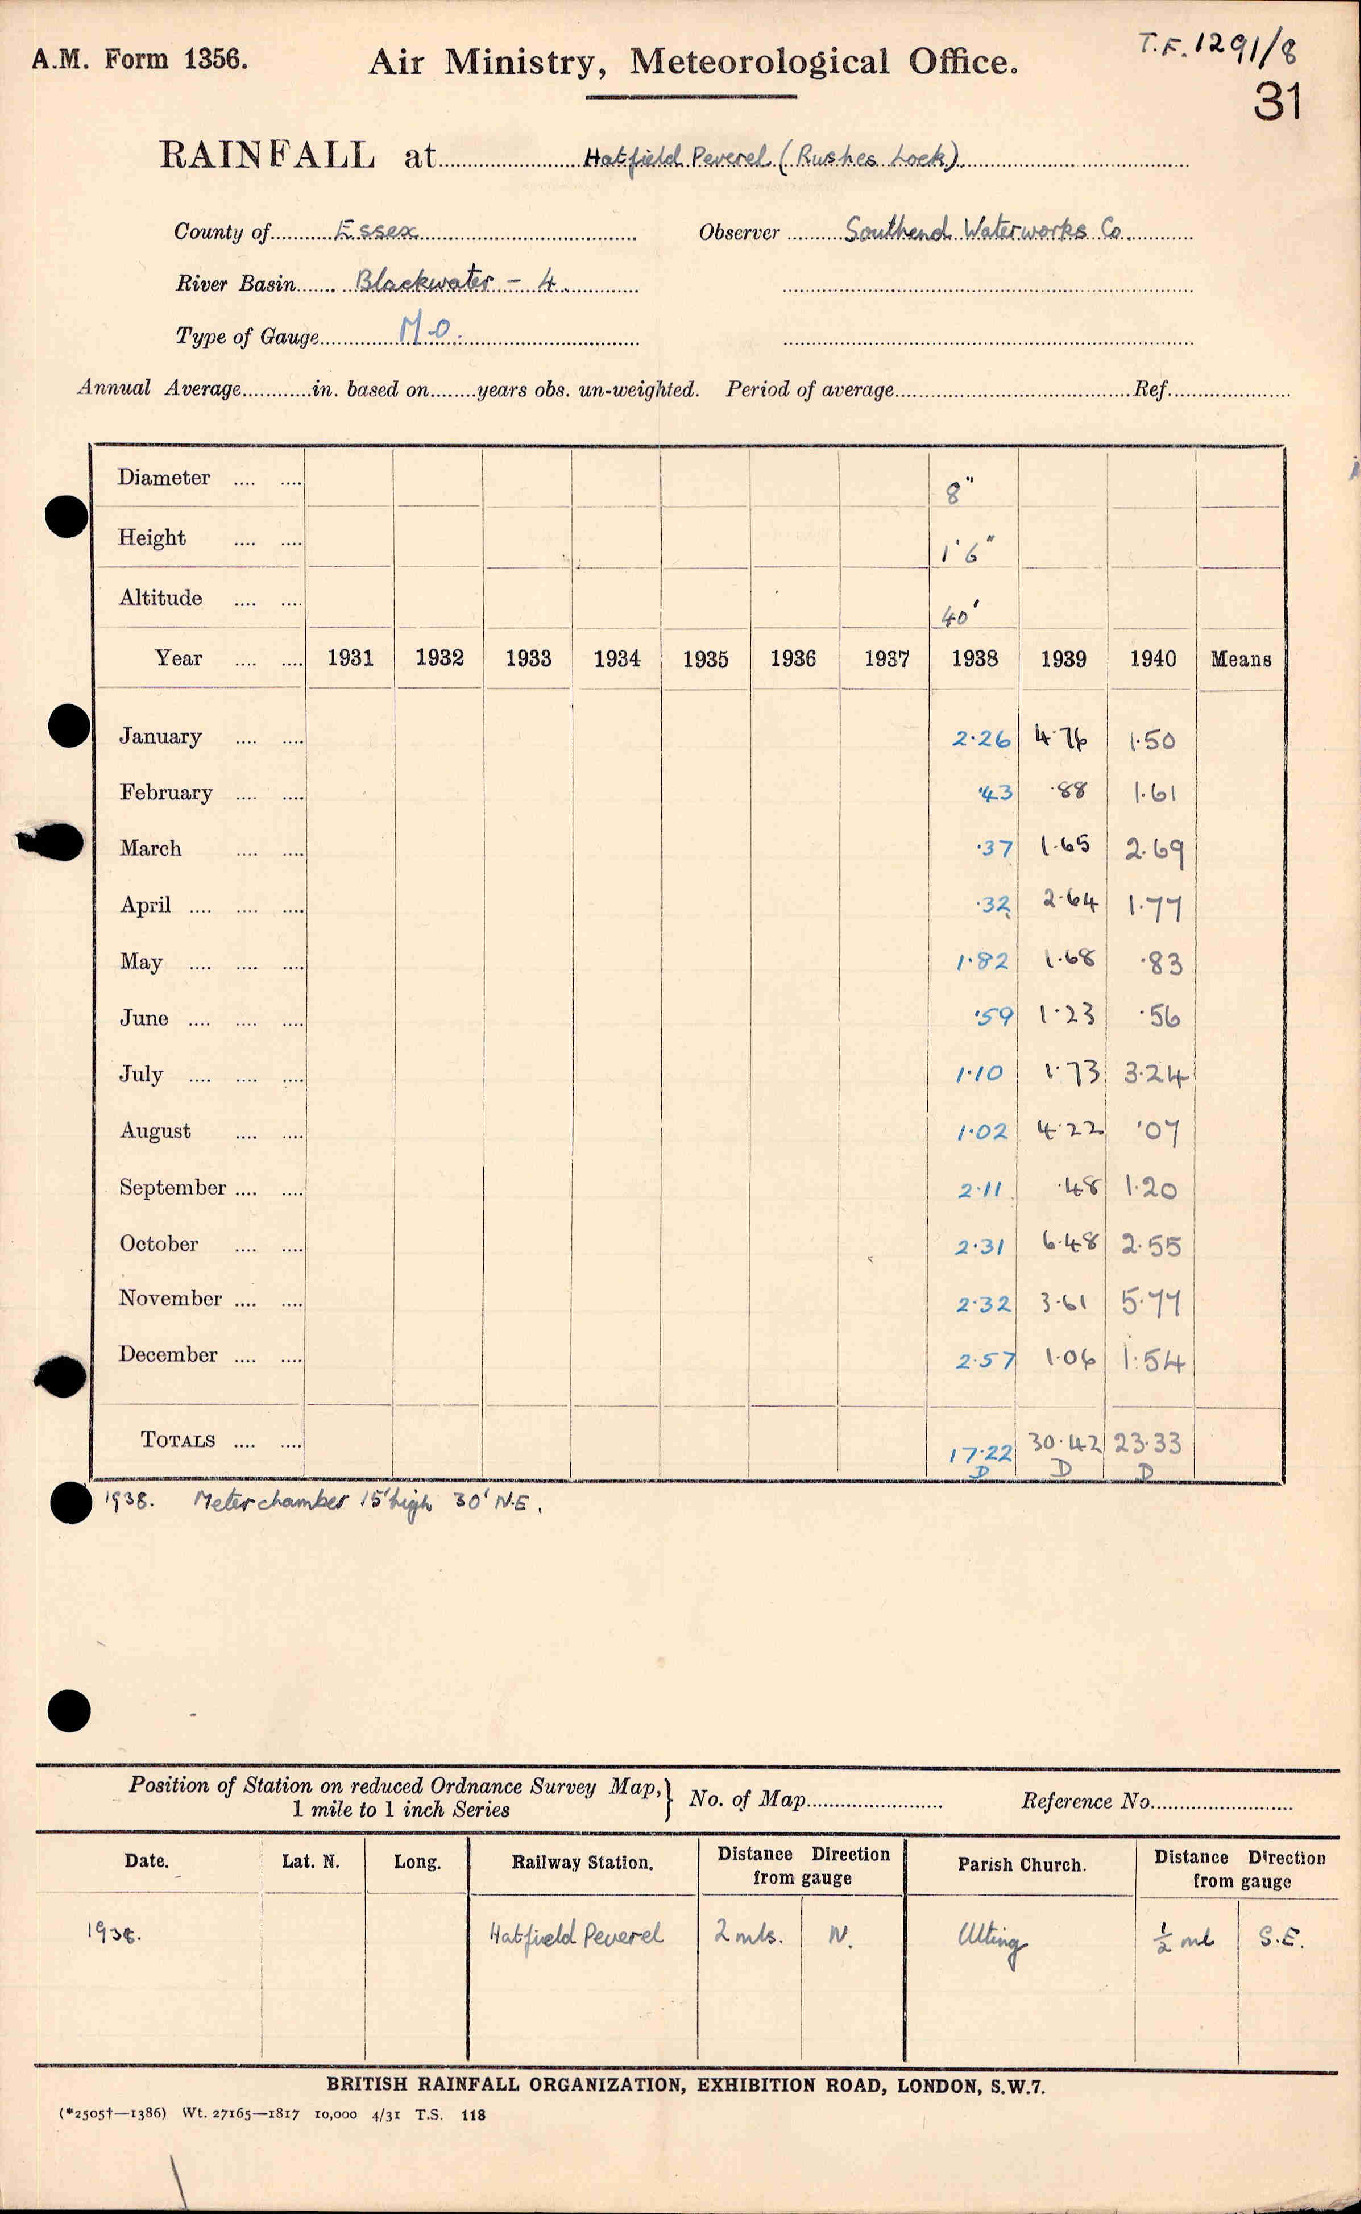 A.M. Form 1356.
Air Ministry, Meteorological Office.
T.F. 1291/8
31
RAINFALL at Hatfield Peverel (Rushes Lock)
County of Essex Observer Southend Waterworks Co.
River Basin Blackwater - 4.
Type of Gauge M.O.
Annual Average............in. based on........years obs. un-weighted. Period of average............Ref............
Diameter .... .... 8"
Height .... .... 1'6"
Altitude .... .... 40'
Year .... .... 1931 1932 1933 1934 1935 1936 1937 1938 1939 1940 Means
January .... .... 2.26 4.76 1.50
February .... .... .43 .88 1.61
March .... .... .37 1.65 2.69
April .... .... .... .32 2.64 1.77
May .... .... .... 1.82 1.68 .83
June .... .... .... .59 1.23 .56
July .... .... .... 1.10 1.73 3.24
August .... .... 1.02 4.22 .07
September .... .... 2.11 .48 1.20
October .... .... 2.31 6.48 2.55
November .... .... 2.32 3.61 5.77
December .... .... 2.57 1.06 1.54
TOTALS .... .... 17.22 30.42 23.33
D D D
1938. Meter chamber 15' high 30' N.E.
Position of Station on reduced Ordnance Survey Map, } No. of Map............ Reference No............
1 mile to 1 inch Series
Date. Lat. N. Long. Railway Station. Distance Direction from gauge Parish Church. Distance Direction from gauge
1938. Hatfield Peverel 2 mls. N. Ulting ½ ml S.E.
BRITISH RAINFALL ORGANIZATION, EXHIBITION ROAD, LONDON, S.W.7.
(*2505†—1386) Wt. 27165—1817 10,000 4/31 T.S. 118